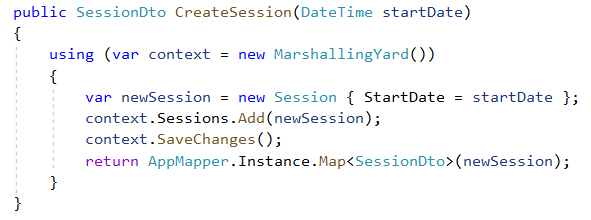 public SessionDto CreateSession(DateTime startDate)
{
using (var context = new MarshallingYard())
{
var newSession = new Session { StartDate = startDate };
context.Sessions.Add(newSession);
context.SaveChanges();
return AppMapper.Instance.Map<SessionDto>(newSession);
}
}